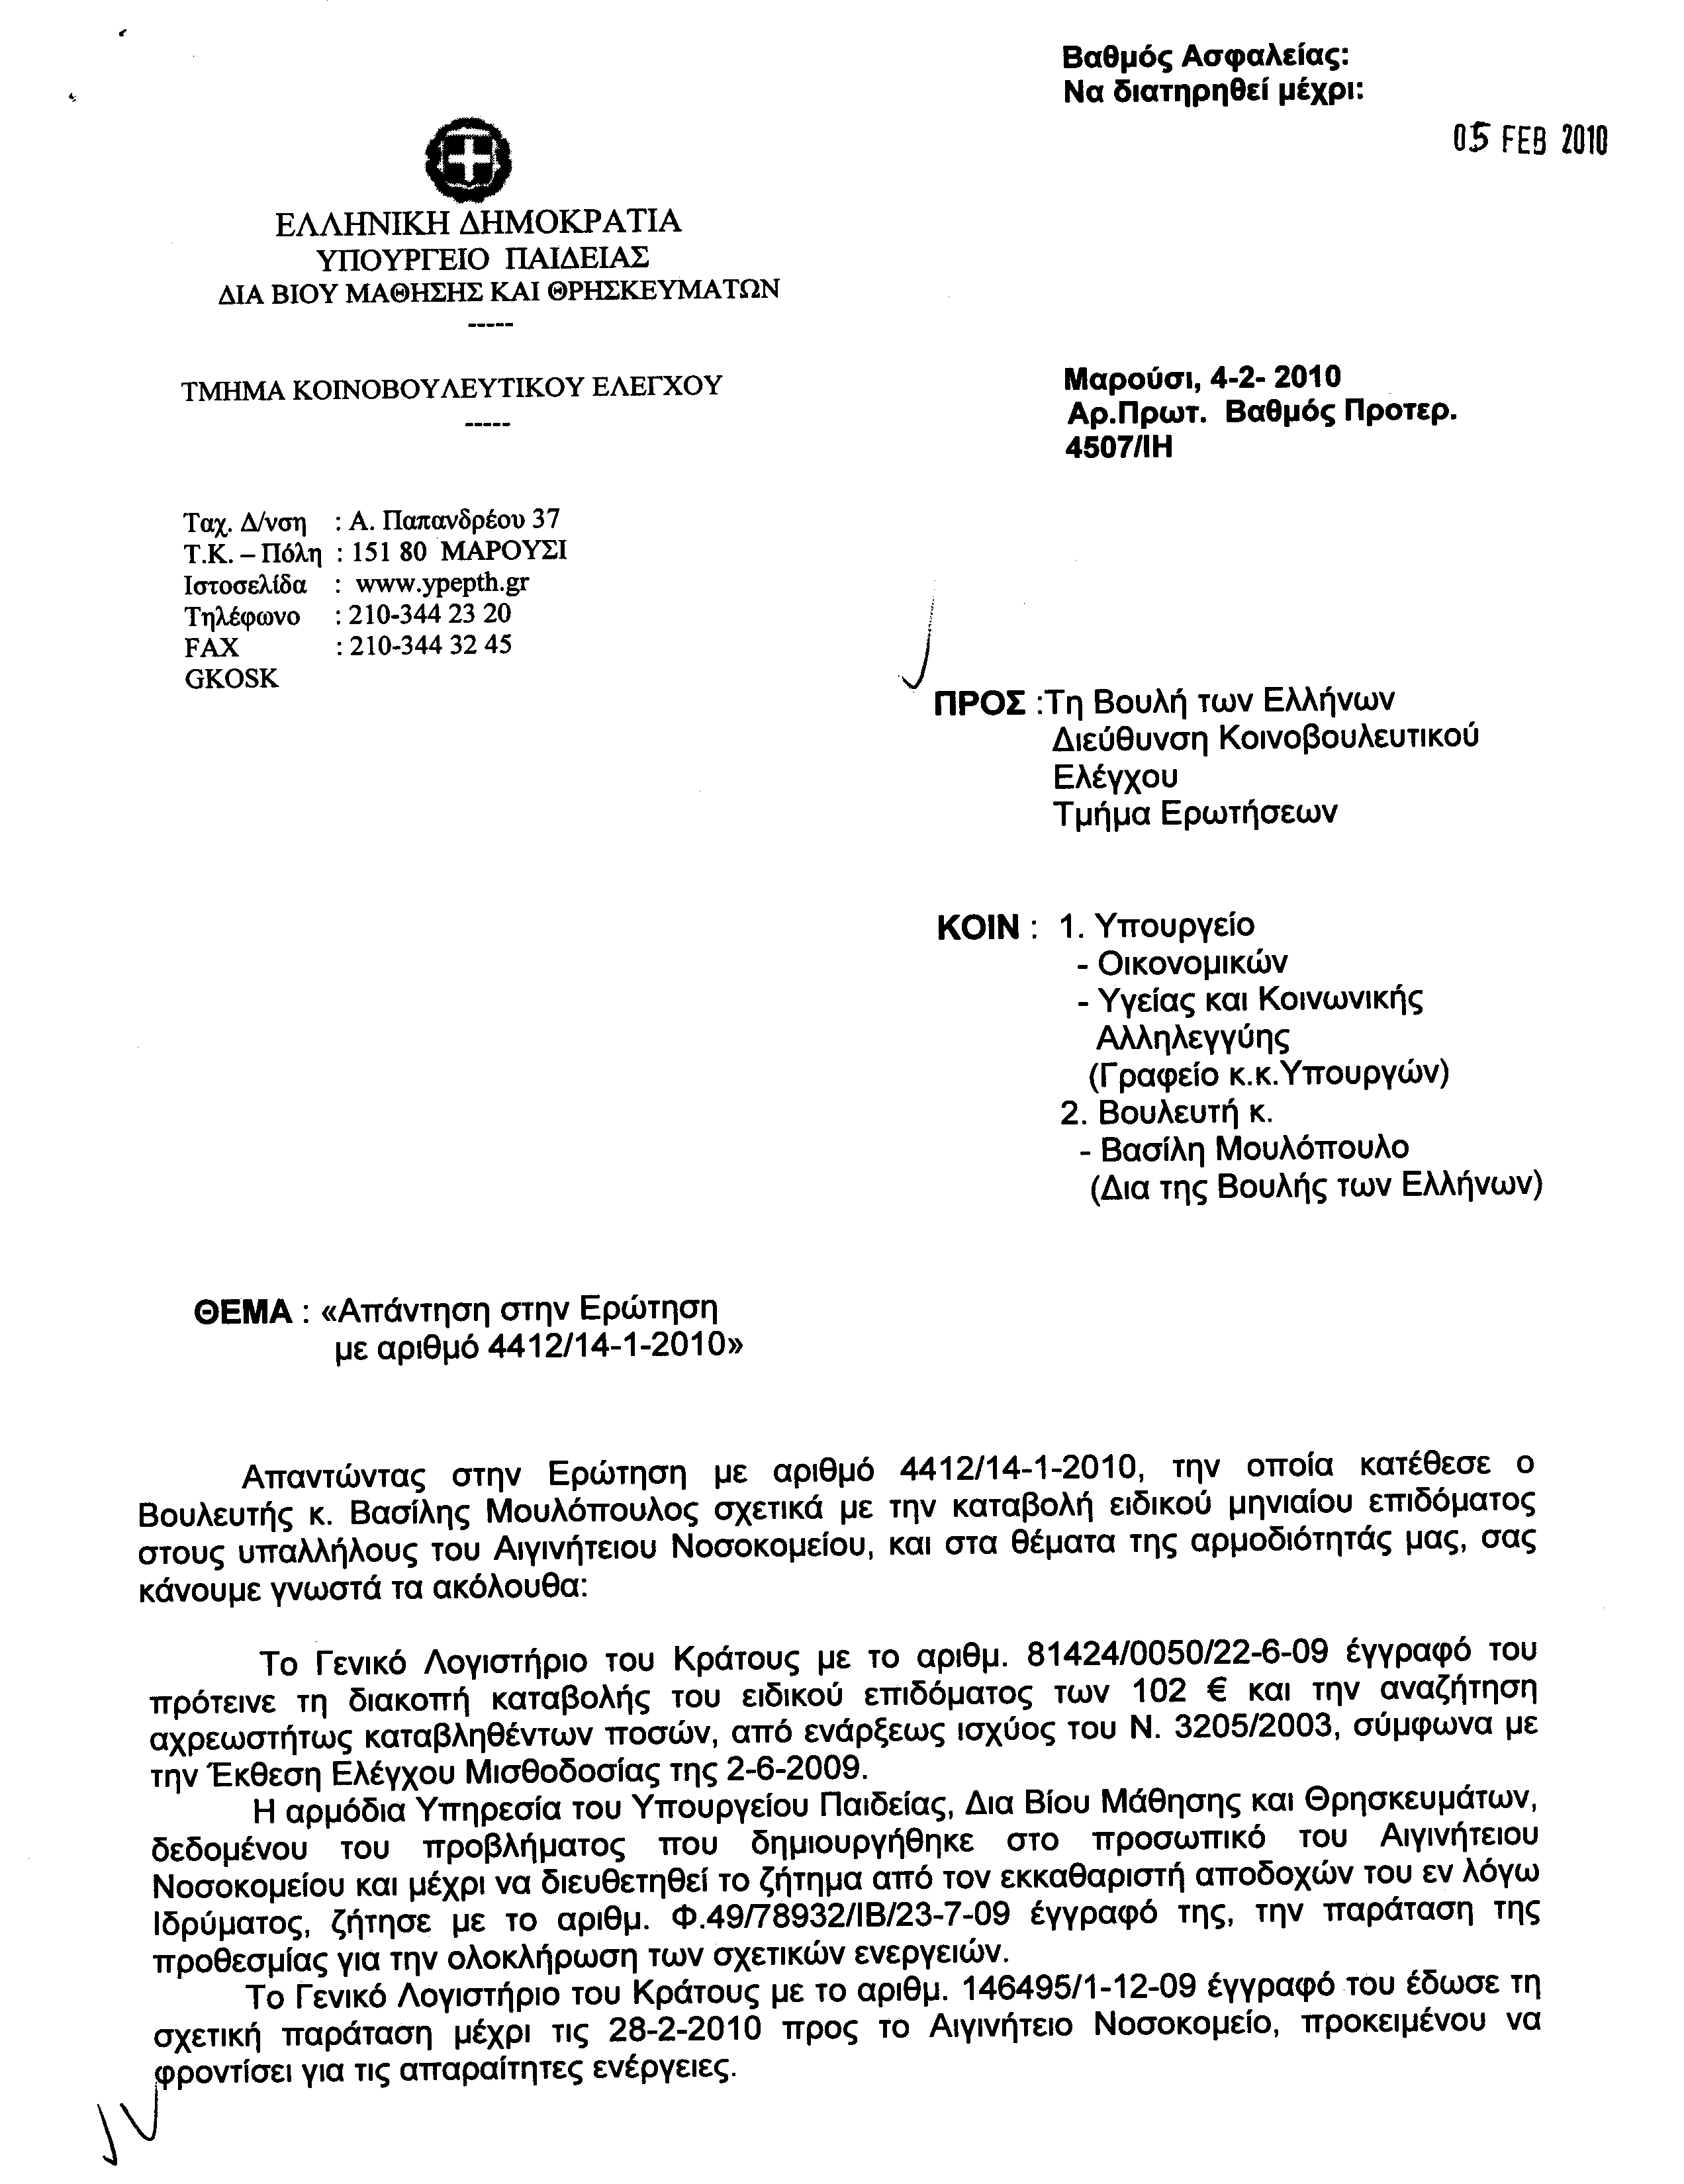 Βαθμός Ασφαλείας:
Να διατηρηθεί μέχρι:
05 FEB 2010
ΕΛΛΗΝΙΚΗ ΔΗΜΟΚΡΑΤΙΑ
ΥΠΟΥΡΓΕΙΟ ΠΑΙΔΕΙΑΣ
ΔΙΑ ΒΙΟΥ ΜΑΘΗΣΗΣ ΚΑΙ ΘΡΗΣΚΕΥΜΑΤΩΝ
-----
ΤΜΗΜΑ ΚΟΙΝΟΒΟΥΛΕΥΤΙΚΟΥ ΕΛΕΓΧΟΥ
-----
Μαρούσι, 4-2- 2010
Αρ.Πρωτ. Βαθμός Προτερ.
4507/ΙΗ
Ταχ. Δ/νση : Α. Παπανδρέου 37
Τ.Κ. – Πόλη : 151 80 ΜΑΡΟΥΣΙ
Ιστοσελίδα : www.ypepth.gr
Τηλέφωνο : 210-344 23 20
FAX : 210-344 32 45
GKOSK
ΠΡΟΣ :Τη Βουλή των Ελλήνων
Διεύθυνση Κοινοβουλευτικού
Ελέγχου
Τμήμα Ερωτήσεων
ΚΟΙΝ : 1. Υπουργείο
- Οικονομικών
- Υγείας και Κοινωνικής
Αλληλεγγύης
(Γραφείο κ.κ.Υπουργών)
2. Βουλευτή κ.
- Βασίλη Μουλόπουλο
(Δια της Βουλής των Ελλήνων)
ΘΕΜΑ : «Απάντηση στην Ερώτηση
με αριθμό 4412/14-1-2010»
Απαντώντας στην Ερώτηση με αριθμό 4412/14-1-2010, την οποία κατέθεσε ο
Βουλευτής κ. Βασίλης Μουλόπουλος σχετικά με την καταβολή ειδικού μηνιαίου επιδόματος
στους υπαλλήλους του Αιγινήτειου Νοσοκομείου, και στα θέματα της αρμοδιότητάς μας, σας
κάνουμε γνωστά τα ακόλουθα:
Το Γενικό Λογιστήριο του Κράτους με το αριθμ. 81424/0050/22-6-09 έγγραφό του
πρότεινε τη διακοπή καταβολής του ειδικού επιδόματος των 102 € και την αναζήτηση
αχρεωστήτως καταβληθέντων ποσών, από ενάρξεως ισχύος του Ν. 3205/2003, σύμφωνα με
την Έκθεση Ελέγχου Μισθοδοσίας της 2-6-2009.
Η αρμόδια Υπηρεσία του Υπουργείου Παιδείας, Δια Βίου Μάθησης και Θρησκευμάτων,
δεδομένου του προβλήματος που δημιουργήθηκε στο προσωπικό του Αιγινήτειου
Νοσοκομείου και μέχρι να διευθετηθεί το ζήτημα από τον εκκαθαριστή αποδοχών του εν λόγω
Ιδρύματος, ζήτησε με το αριθμ. Φ.49/78932/ΙΒ/23-7-09 έγγραφό της, την παράταση της
προθεσμίας για την ολοκλήρωση των σχετικών ενεργειών.
Το Γενικό Λογιστήριο του Κράτους με το αριθμ. 146495/1-12-09 έγγραφό του έδωσε τη
σχετική παράταση μέχρι τις 28-2-2010 προς το Αιγινήτειο Νοσοκομείο, προκειμένου να
φροντίσει για τις απαραίτητες ενέργειες.